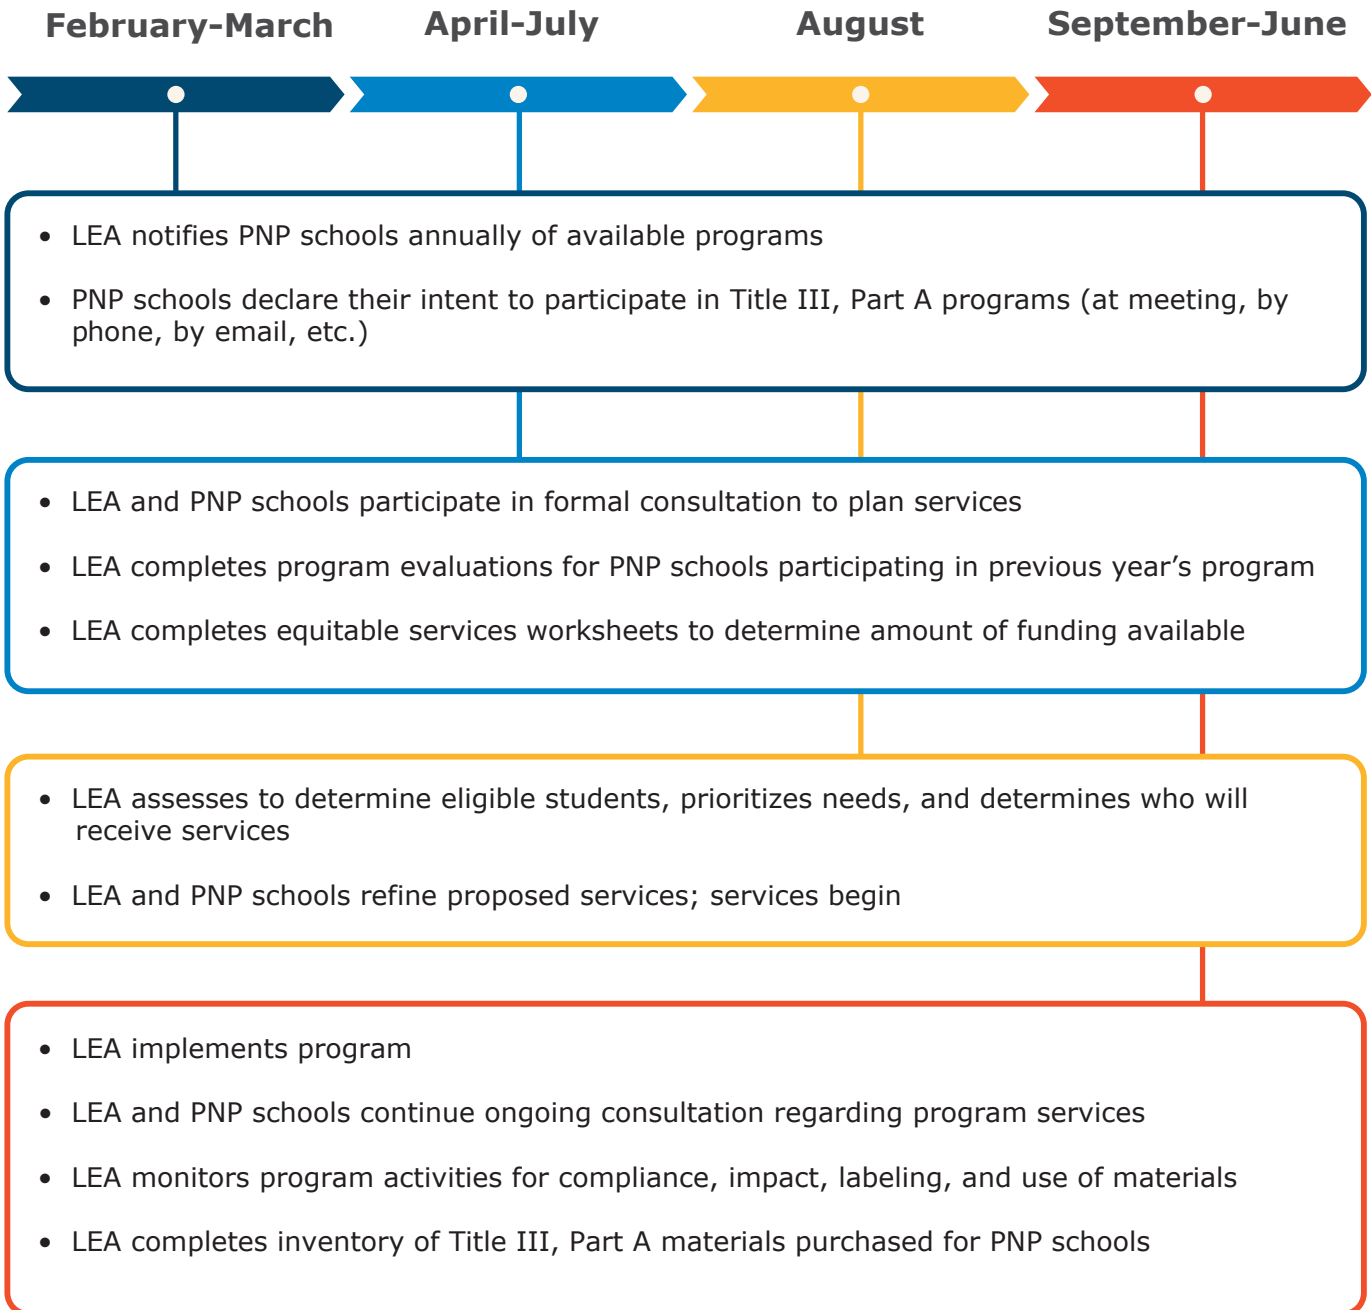 February-March
April-July
August
September-June
• LEA notifies PNP schools annually of available programs
• PNP schools declare their intent to participate in Title III, Part A programs (at meeting, by
phone, by email, etc.)
• LEA and PNP schools participate in formal consultation to plan services
• LEA completes program evaluations for PNP schools participating in previous year’s program
• LEA completes equitable services worksheets to determine amount of funding available
• LEA assesses to determine eligible students, prioritizes needs, and determines who will
receive services
• LEA and PNP schools refine proposed services; services begin
• LEA implements program
• LEA and PNP schools continue ongoing consultation regarding program services
• LEA monitors program activities for compliance, impact, labeling, and use of materials
• LEA completes inventory of Title III, Part A materials purchased for PNP schools